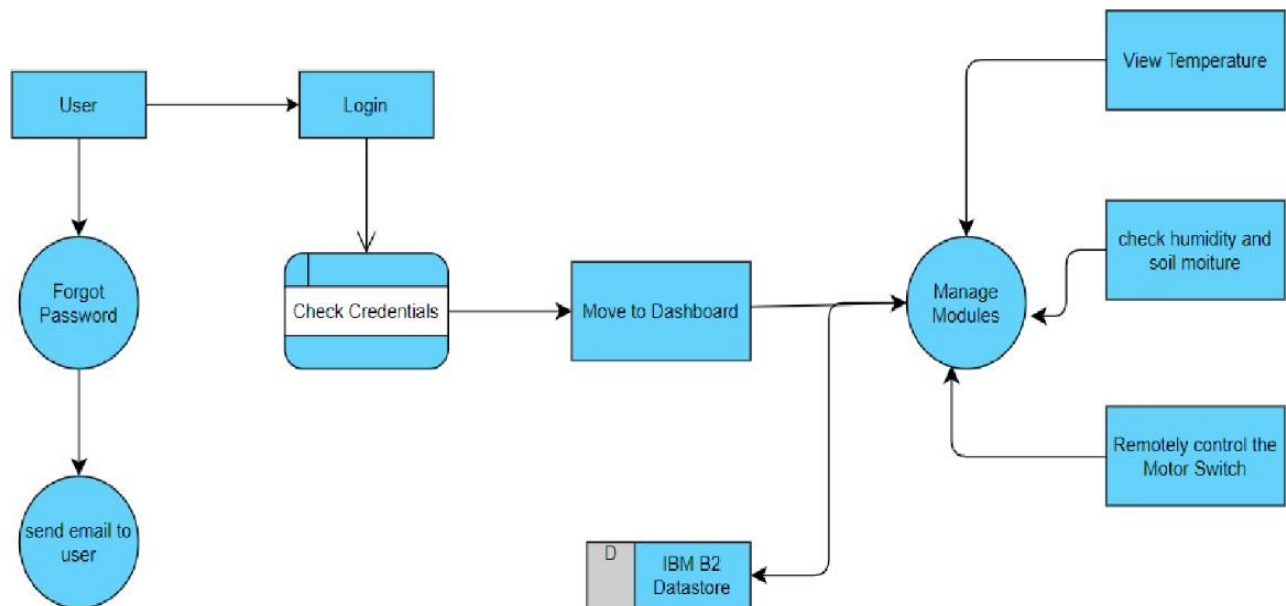 User
Login
Forgot
Password
send email to
user
Check Credentials
Move to Dashboard
D
IBM B2
Datastore
Manage
Modules
View Temperature
check humidity and
soil moiture
Remotely control the
Motor Switch